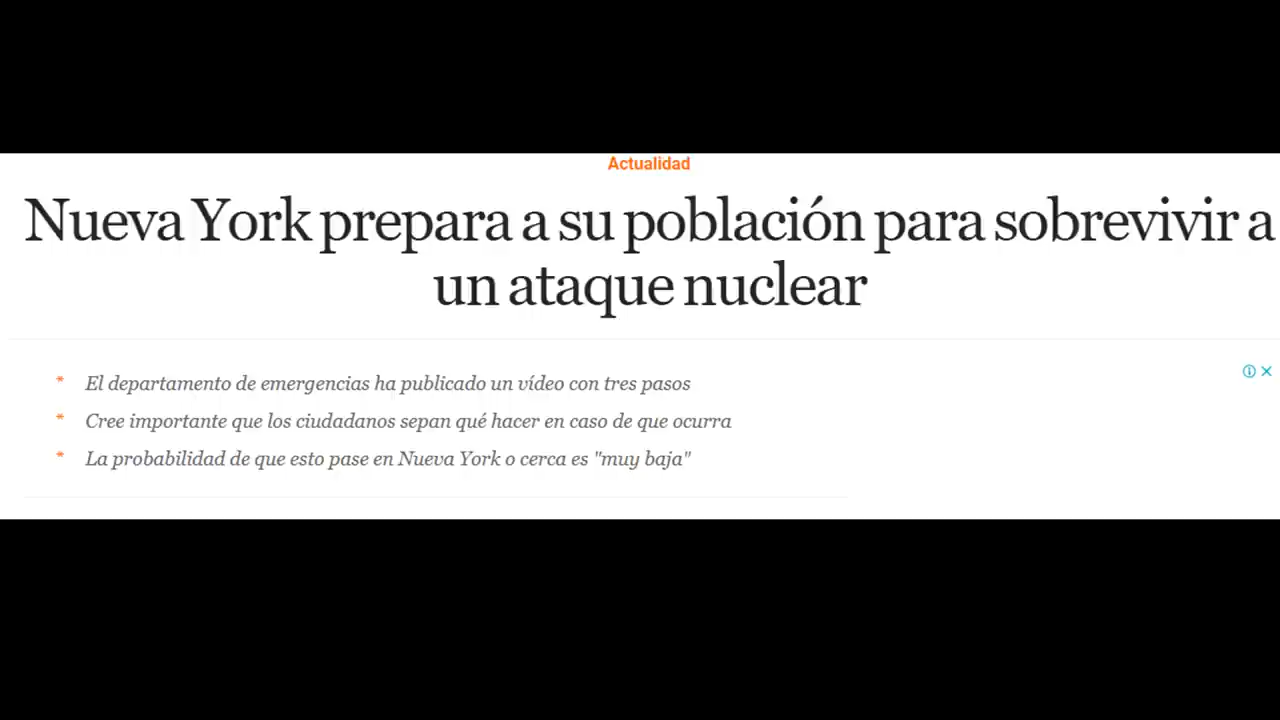 Actualidad
Nueva York prepara a su población para sobrevivir a
un ataque nuclear
* El departamento de emergencias ha publicado un vídeo con tres pasos
* Cree importante que los ciudadanos sepan qué hacer en caso de que ocurra
* La probabilidad de que esto pase en Nueva York o cerca es "muy baja"